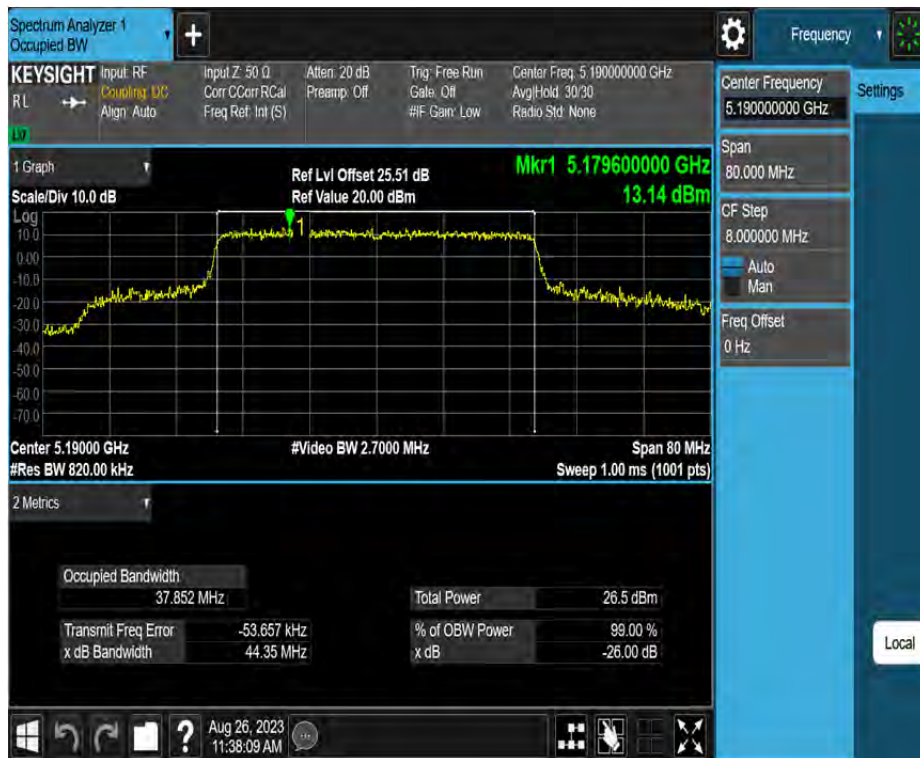 Spectrum Analyzer 1
Occupied BW
+
Frequency
KEYSIGHT
RL
LXI
Input: RF
Coupling: DC
Align: Auto
Input Z: 50 Ω
Corr CCorr RCal
Freq Ref: Int (S)
Atten: 20 dB
Preamp: Off
Trig: Free Run
Gate: Off
#IF Gain: Low
Center Freq: 5.190000000 GHz
Avg|Hold: 30/30
Radio Std: None
Center Frequency
5.190000000 GHz
Settings
Span
80.000 MHz
CF Step
8.000000 MHz
Auto
Man
Freq Offset
0 Hz
1 Graph
Scale/Div 10.0 dB
Ref Lvl Offset 25.51 dB
Ref Value 20.00 dBm
Mkr1 5.179600000 GHz
13.14 dBm
Log
10.0
0.00
-10.0
-20.0
-30.0
-40.0
-50.0
-60.0
-70.0
1
Center 5.19000 GHz
#Res BW 820.00 kHz
#Video BW 2.7000 MHz
Span 80 MHz
Sweep 1.00 ms (1001 pts)
2 Metrics
Occupied Bandwidth
37.852 MHz
Total Power 26.5 dBm
Transmit Freq Error -53.657 kHz
% of OBW Power 99.00 %
x dB Bandwidth 44.35 MHz
x dB -26.00 dB
Local
?
Aug 26, 2023
11:38:09 AM